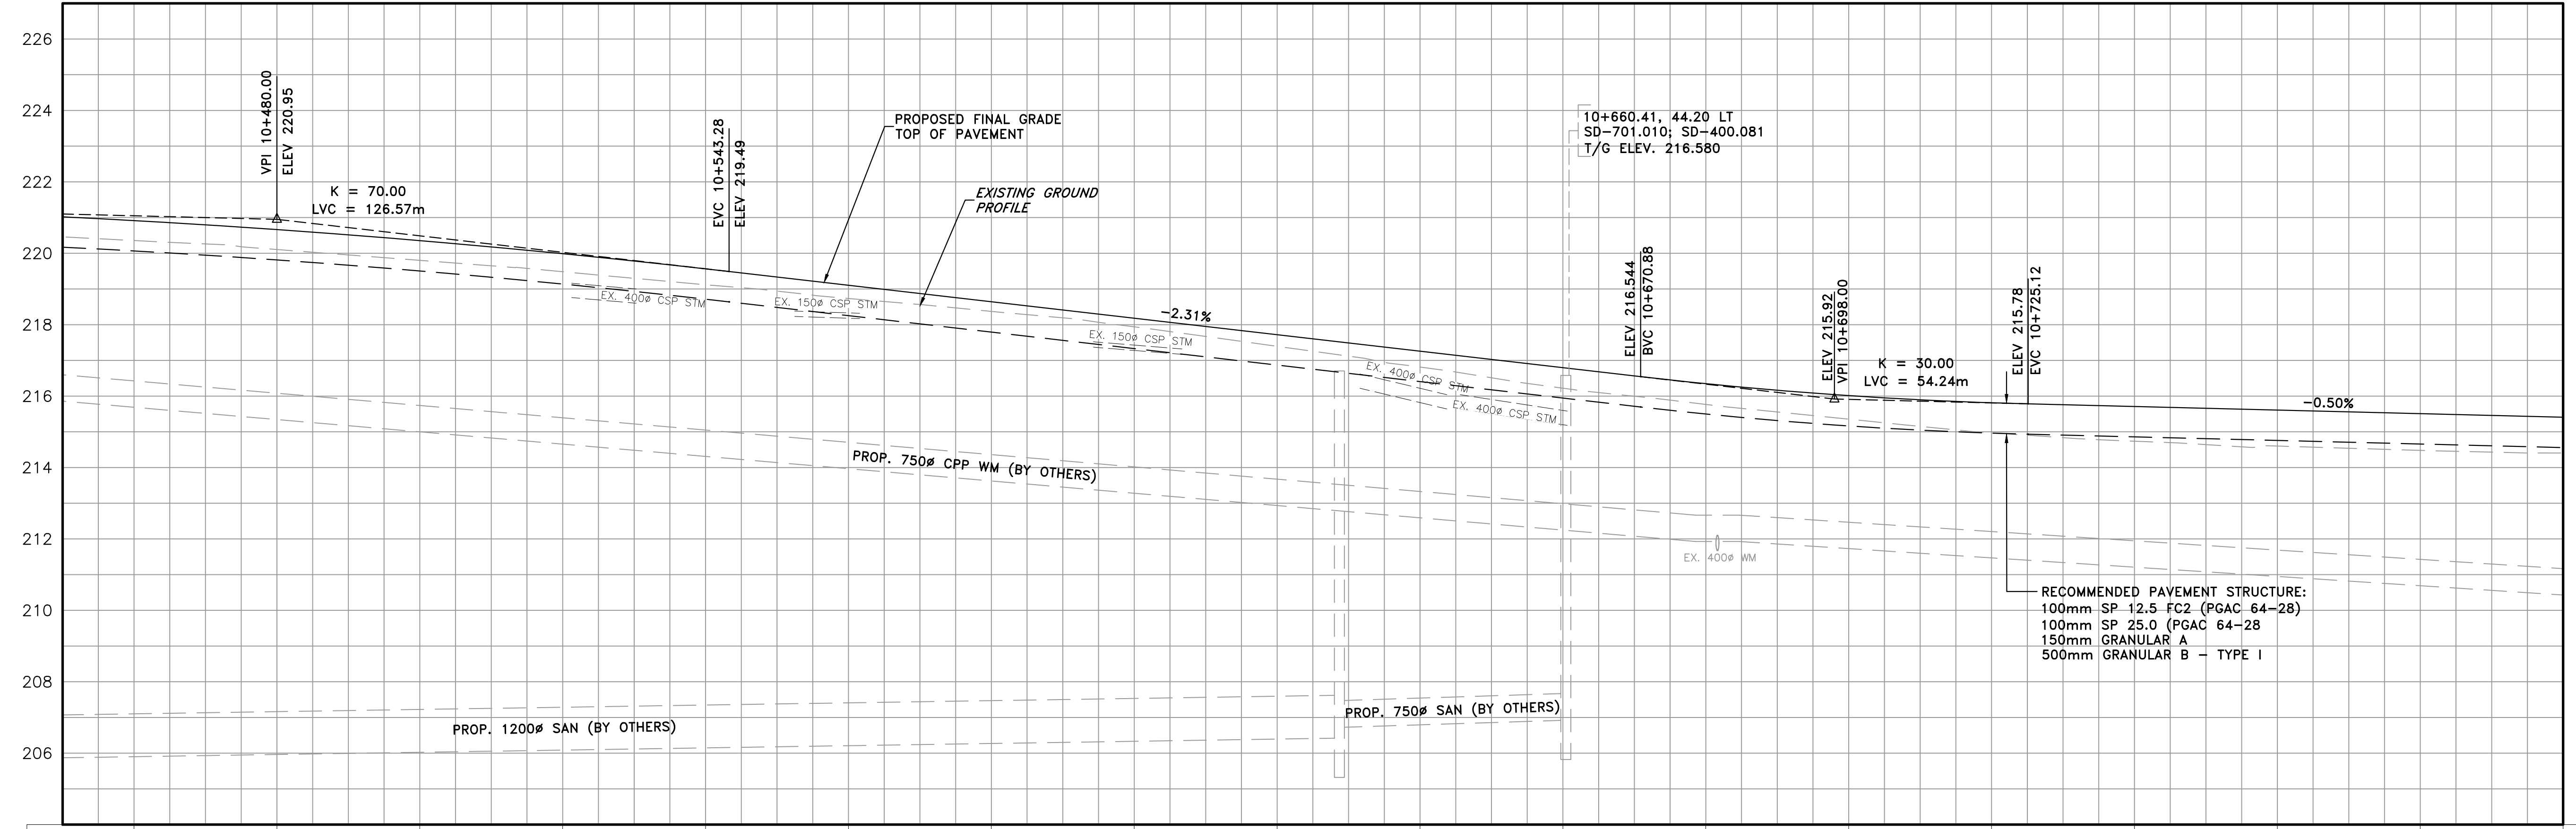 226
224
222
220
218
216
214
212
210
208
206
VPI 10+480.00
ELEV 220.95
K = 70.00
LVC = 126.57m
EVC 10+543.28
ELEV 219.49
PROPOSED FINAL GRADE
TOP OF PAVEMENT
EXISTING GROUND
PROFILE
10+660.41, 44.20 LT
SD-701.010; SD-400.081
T/G ELEV. 216.580
EX. 400ø CSP STM
EX. 150ø CSP STM
EX. 150ø CSP STM
-2.31%
EX. 400ø CSP STM
EX. 400ø CSP STM
ELEV 216.544
BVC 10+670.88
ELEV 215.92
VPI 10+698.00
K = 30.00
LVC = 54.24m
ELEV 215.78
EVC 10+725.12
-0.50%
PROP. 750ø CPP WM (BY OTHERS)
EX. 400ø WM
RECOMMENDED PAVEMENT STRUCTURE:
100mm SP 12.5 FC2 (PGAC 64-28)
100mm SP 25.0 (PGAC 64-28
150mm GRANULAR A
500mm GRANULAR B - TYPE I
PROP. 1200ø SAN (BY OTHERS)
PROP. 750ø SAN (BY OTHERS)